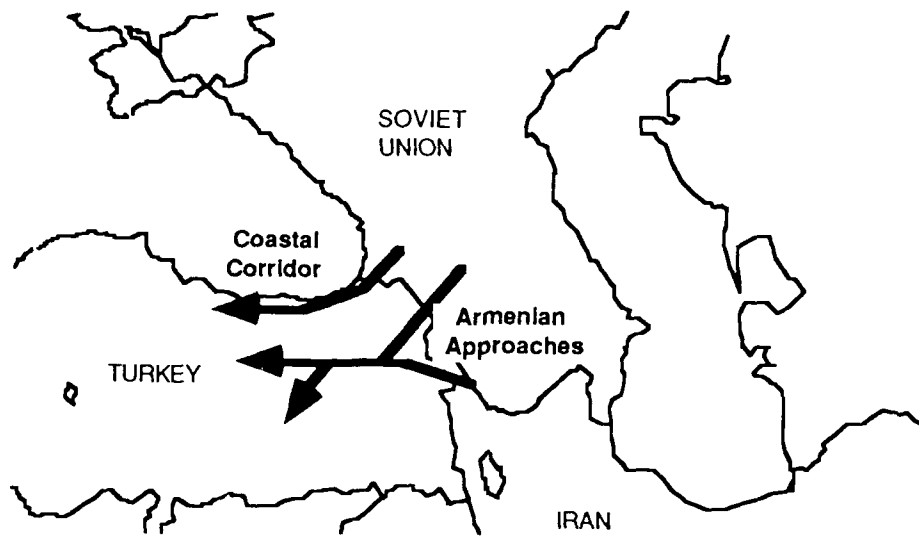 SOVIET
UNION
Coastal
Corridor
Armenian
Approaches
TURKEY
IRAN